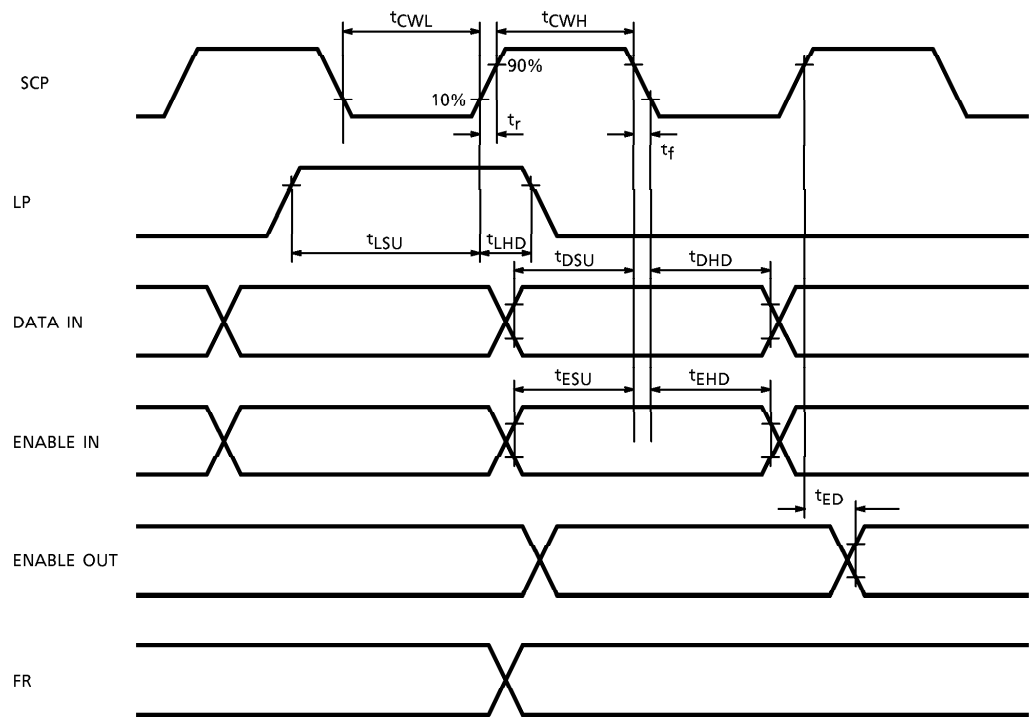 tCWL
tCWH
SCP
90%
10%
tr
tf
LP
tLSU
tLHD
tDSU
tDHD
DATA IN
tESU
tEHD
ENABLE IN
tED
ENABLE OUT
FR